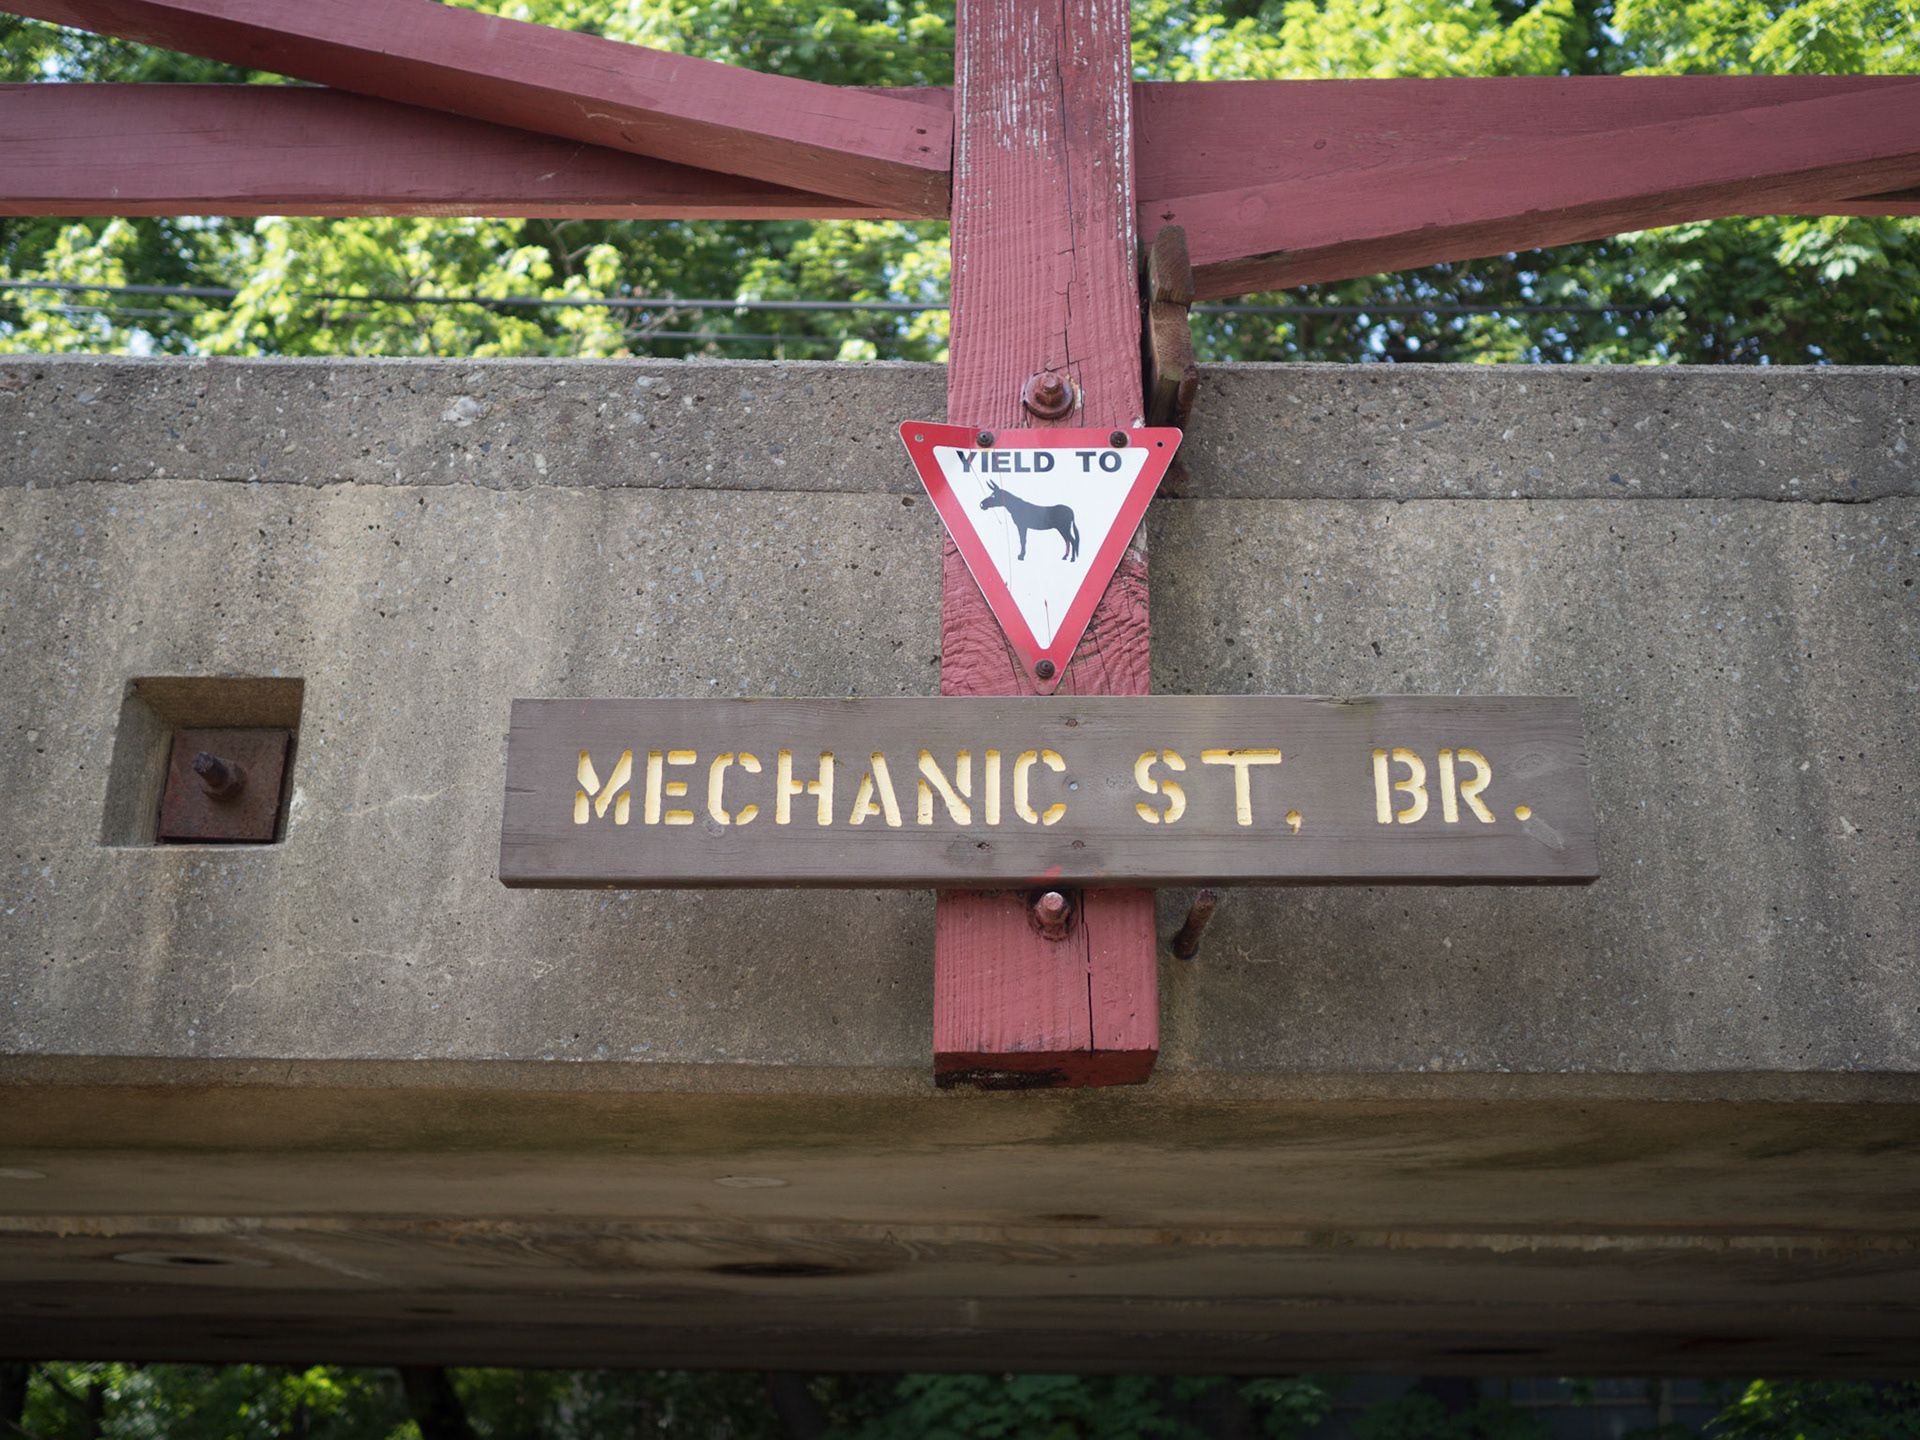 YIELD TO
MECHANIC ST, BR.